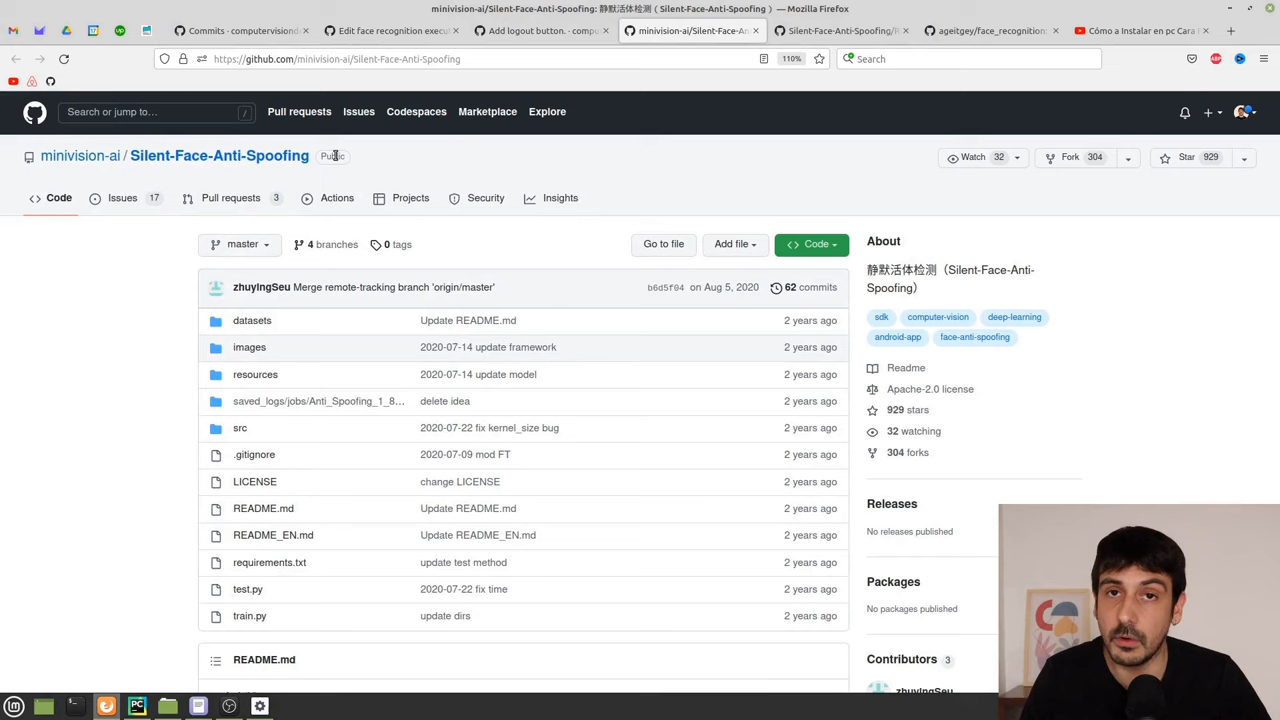 minivision-ai/Silent-Face-Anti-Spoofing: 静默活体检测（Silent-Face-Anti-Spoofing ） — Mozilla Firefox
Commits · computervisiond
Edit face recognition execu
Add logout button. · compu
minivision-ai/Silent-Face-An
Silent-Face-Anti-Spoofing/R
ageitgey/face_recognition:
Cómo a Instalar en pc Cara
https://github.com/minivision-ai/Silent-Face-Anti-Spoofing
110%
Search
Search or jump to…
/
Pull requests
Issues
Codespaces
Marketplace
Explore
minivision-ai / Silent-Face-Anti-Spoofing
Public
Watch 32
Fork 304
Star 929
Code
Issues 17
Pull requests 3
Actions
Projects
Security
Insights
master
4 branches
0 tags
Go to file
Add file
Code
zhuyingSeu Merge remote-tracking branch 'origin/master'
b6d5f04 on Aug 5, 2020
62 commits
datasets Update README.md 2 years ago
images 2020-07-14 update framework 2 years ago
resources 2020-07-14 update model 2 years ago
saved_logs/jobs/Anti_Spoofing_1_8… delete idea 2 years ago
src 2020-07-22 fix kernel_size bug 2 years ago
.gitignore 2020-07-09 mod FT 2 years ago
LICENSE change LICENSE 2 years ago
README.md Update README.md 2 years ago
README_EN.md Update README_EN.md 2 years ago
requirements.txt update test method 2 years ago
test.py 2020-07-22 fix time 2 years ago
train.py update dirs 2 years ago
README.md
About
静默活体检测（Silent-Face-Anti-
Spoofing）
sdk
computer-vision
deep-learning
android-app
face-anti-spoofing
Readme
Apache-2.0 license
929 stars
32 watching
304 forks
Releases
No releases published
Packages
No packages published
Contributors 3
zhuyingSeu